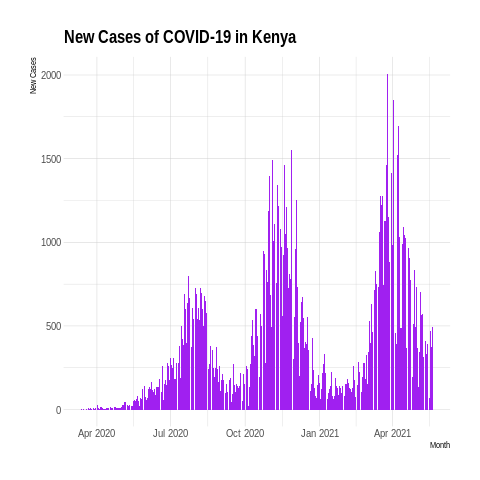 New Cases of COVID-19 in Kenya
New Cases
2000
1500
1000
500
0
Apr 2020 Jul 2020 Oct 2020 Jan 2021 Apr 2021
Month